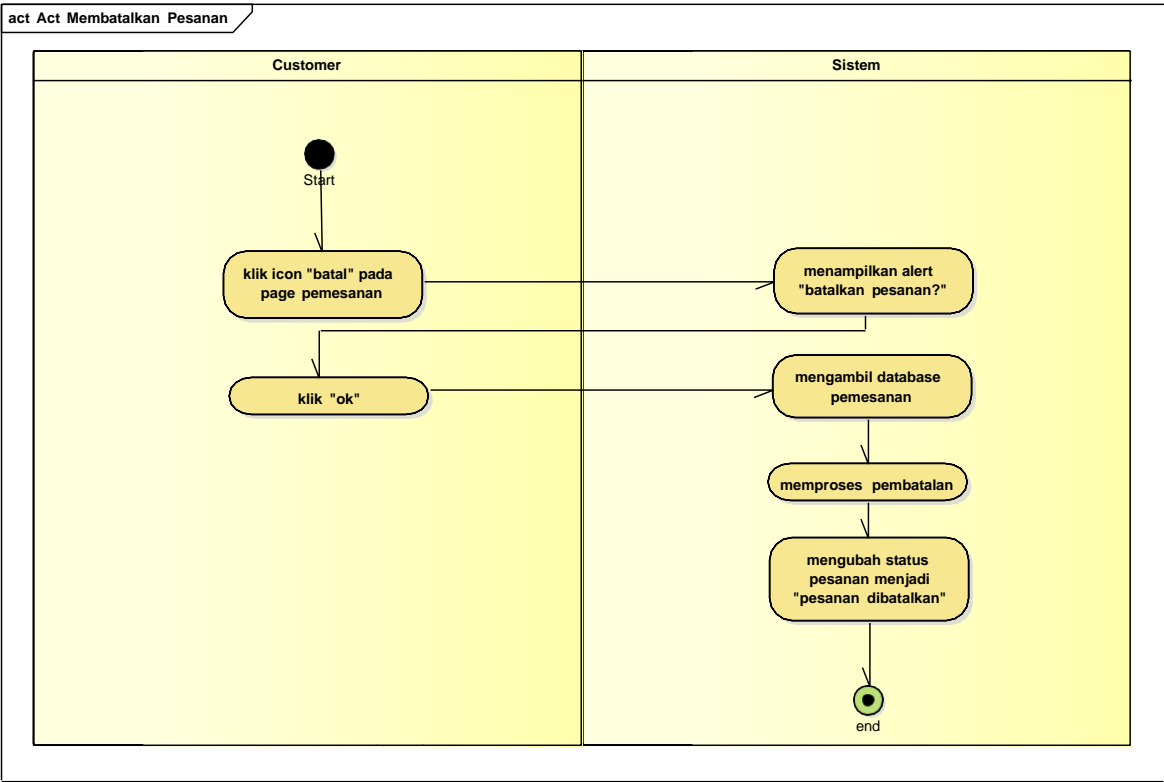 act Act Membatalkan Pesanan
Customer
Sistem
Start
klik icon "batal" pada
page pemesanan
menampilkan alert
"batalkan pesanan?"
klik "ok"
mengambil database
pemesanan
memproses pembatalan
mengubah status
pesanan menjadi
"pesanan dibatalkan"
end